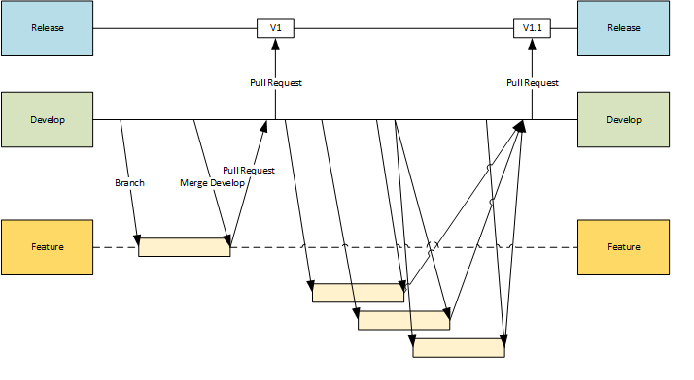 Release
V1
V1.1
Release
Pull Request
Pull Request
Develop
Develop
Pull Request
Branch
Merge Develop
Feature
Feature